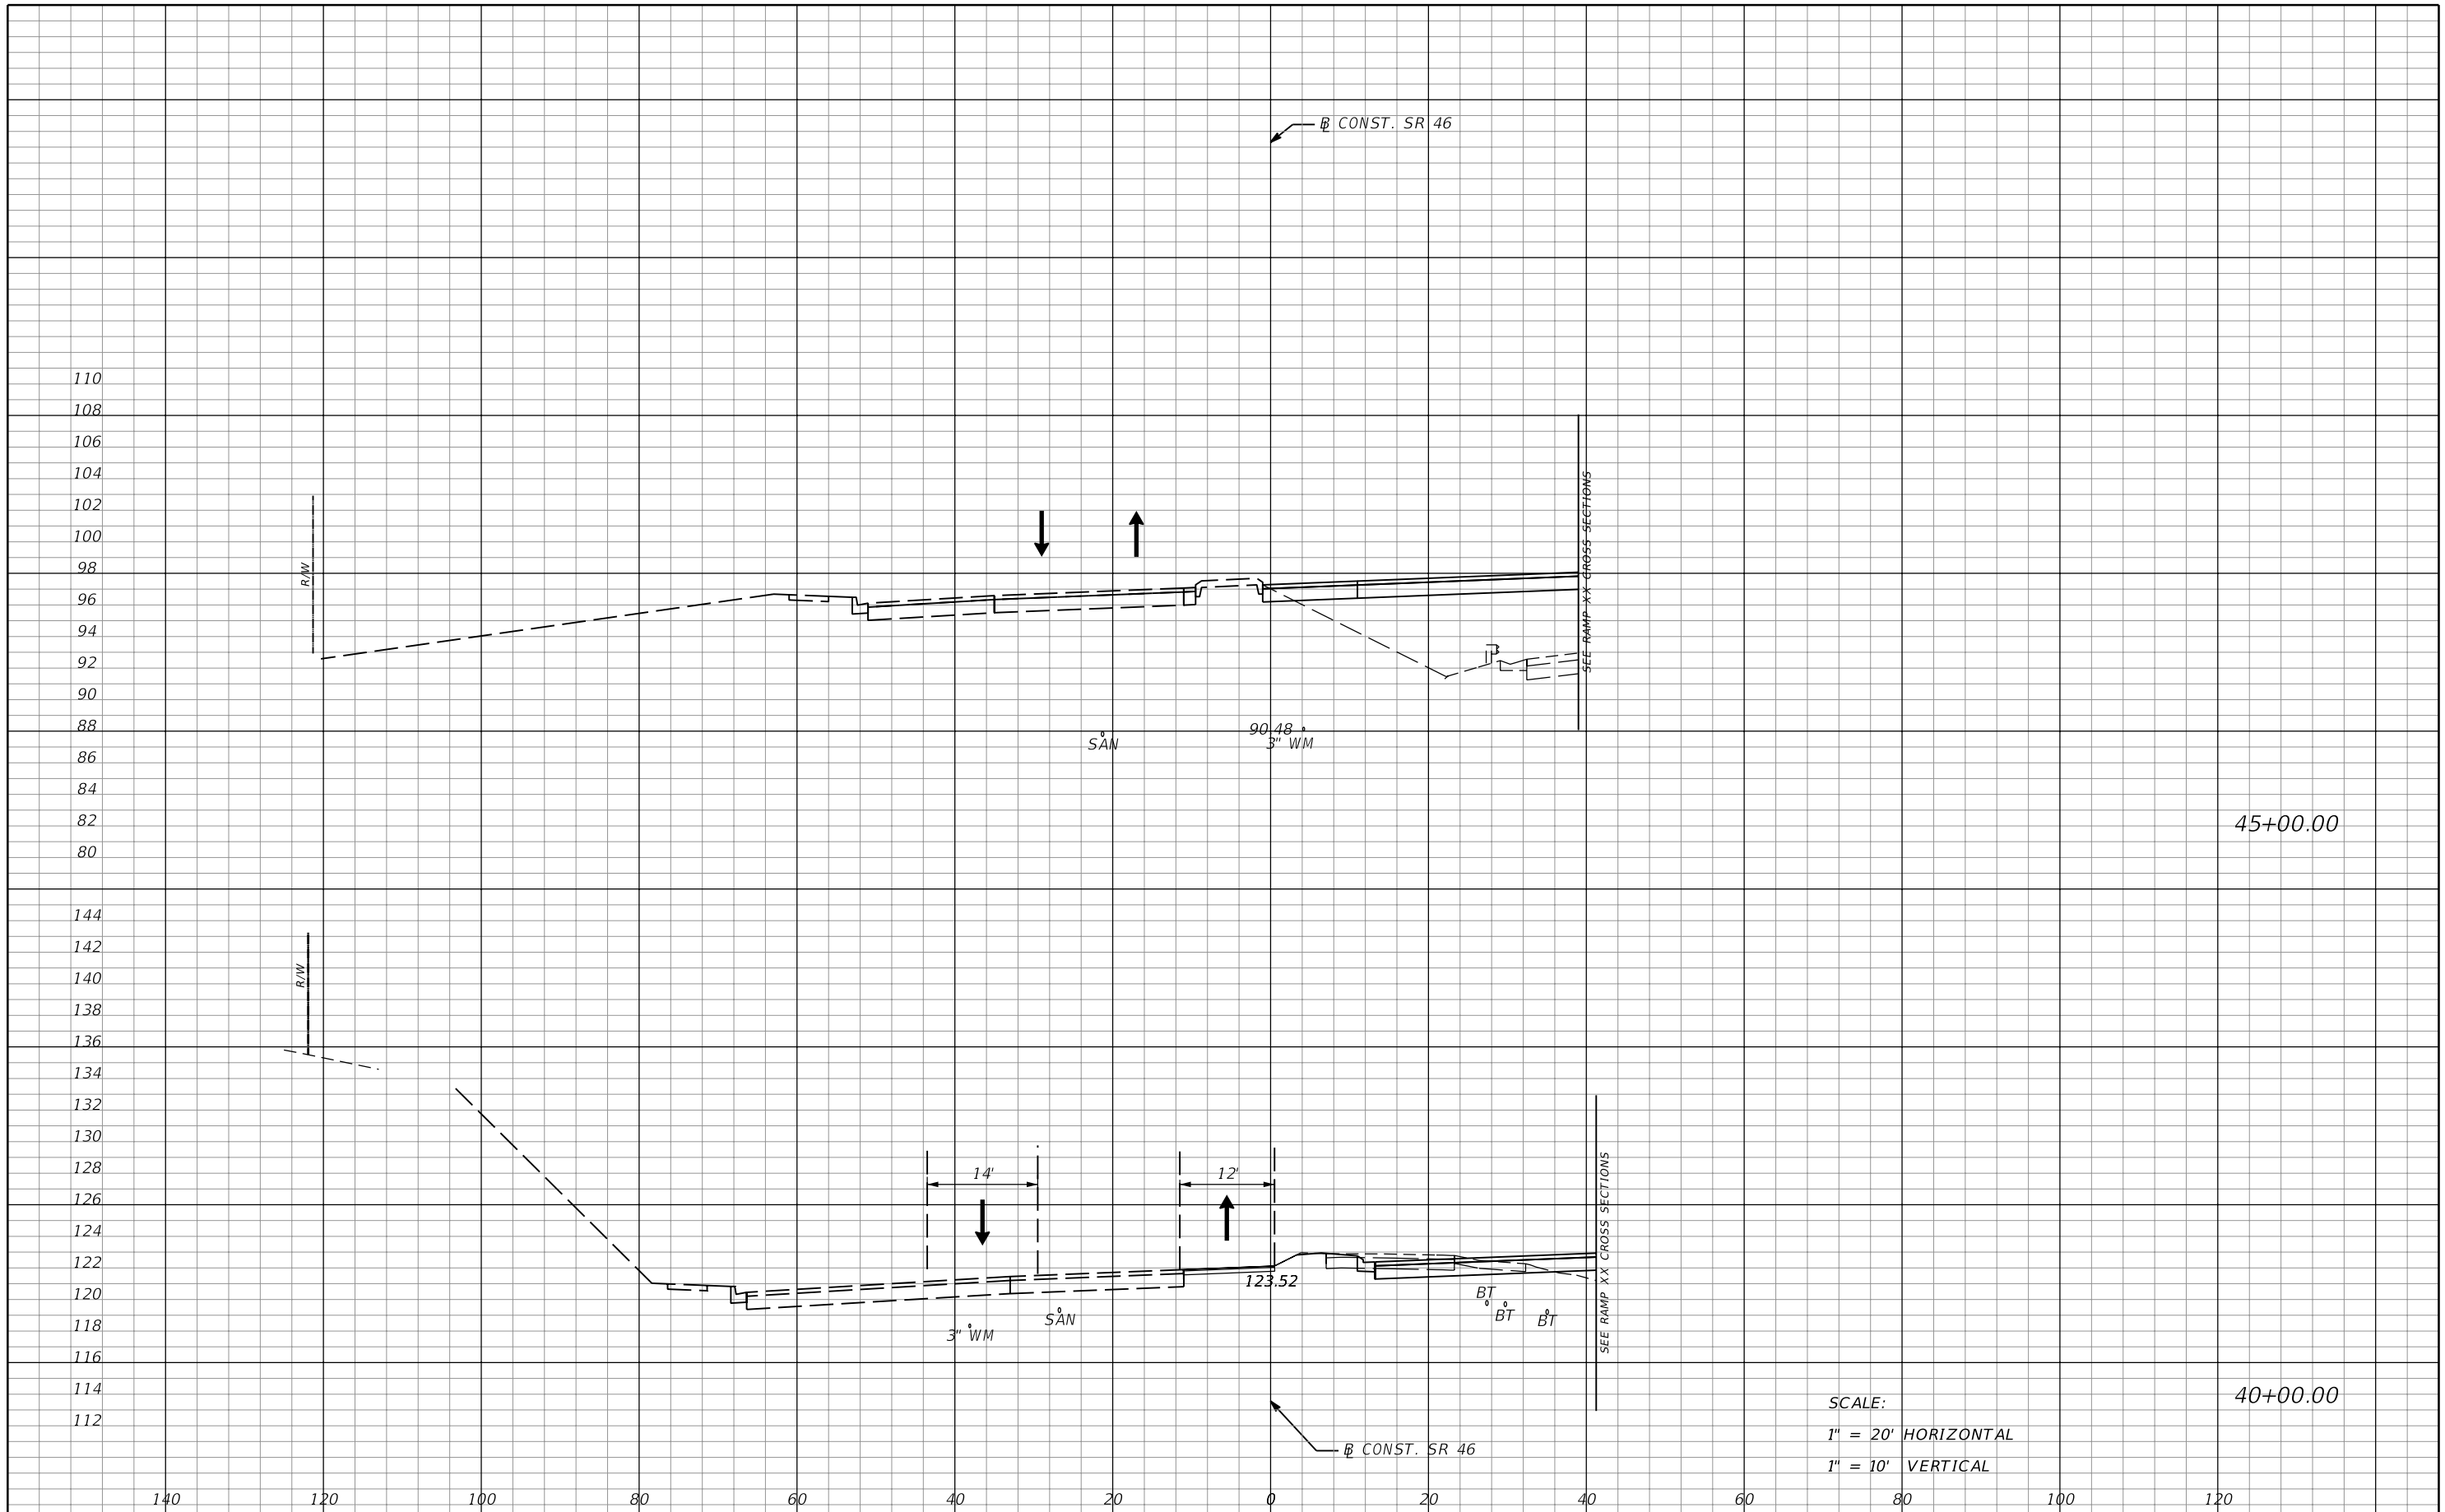 ℄ CONST. SR 46
110
108
106
104
102
100
98
96
94
92
90
88
86
84
82
80
R/W
SEE RAMP XX CROSS SECTIONS
SAN
90.48
3" WM
45+00.00
144
142
140
138
136
134
132
130
128
126
124
122
120
118
116
114
112
R/W
14'
12'
SEE RAMP XX CROSS SECTIONS
123.52
BT
BT
BT
SAN
3" WM
40+00.00
SCALE:
1" = 20' HORIZONTAL
1" = 10' VERTICAL
℄ CONST. SR 46
140 120 100 80 60 40 20 0 20 40 60 80 100 120